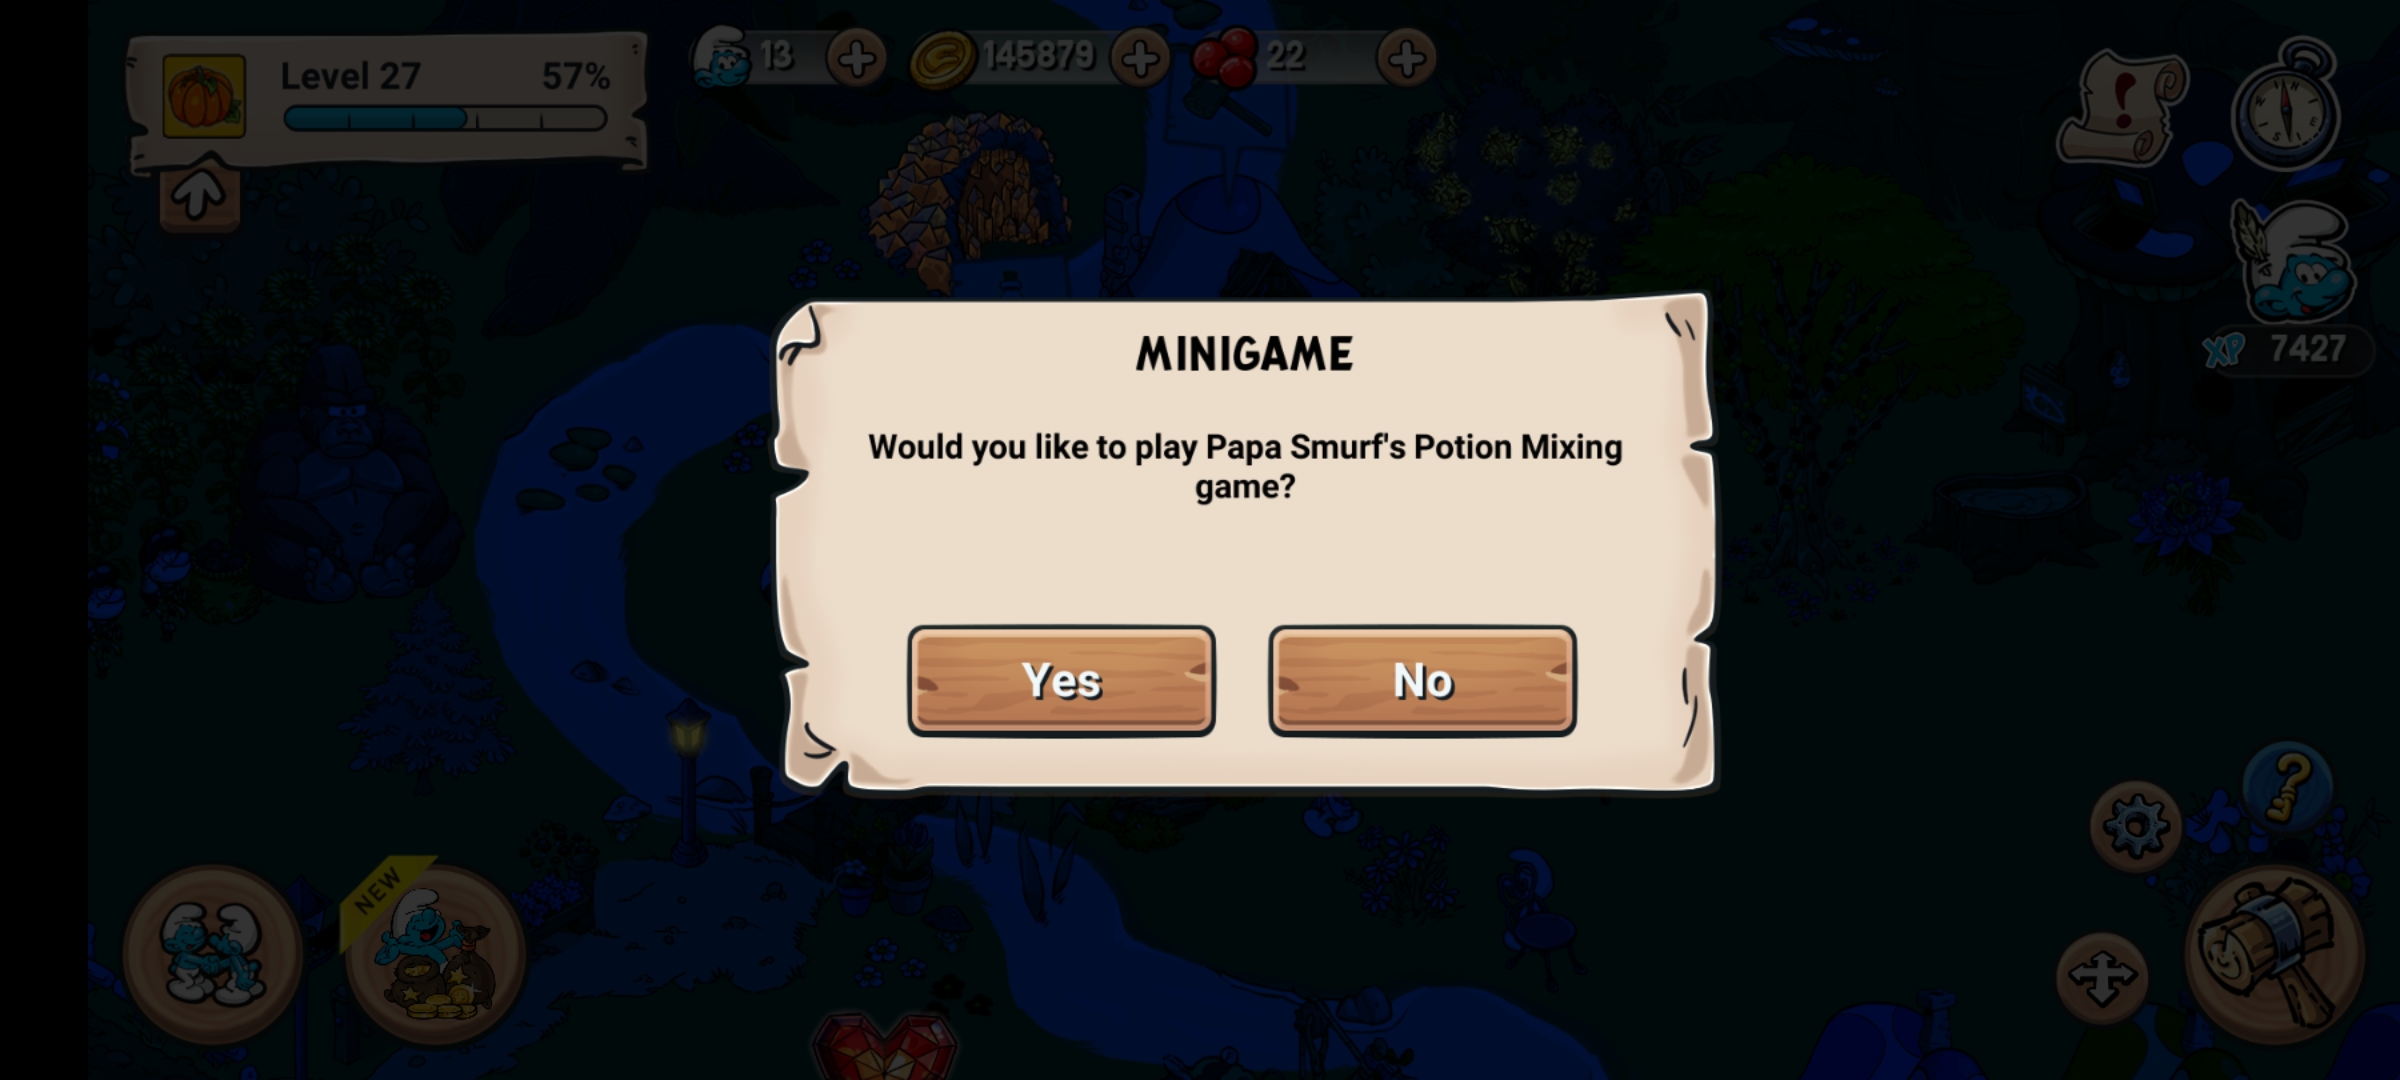 Level 27
57%
13
145879
22
XP 7427
MINIGAME
Would you like to play Papa Smurf's Potion Mixing
game?
Yes
No
NEW